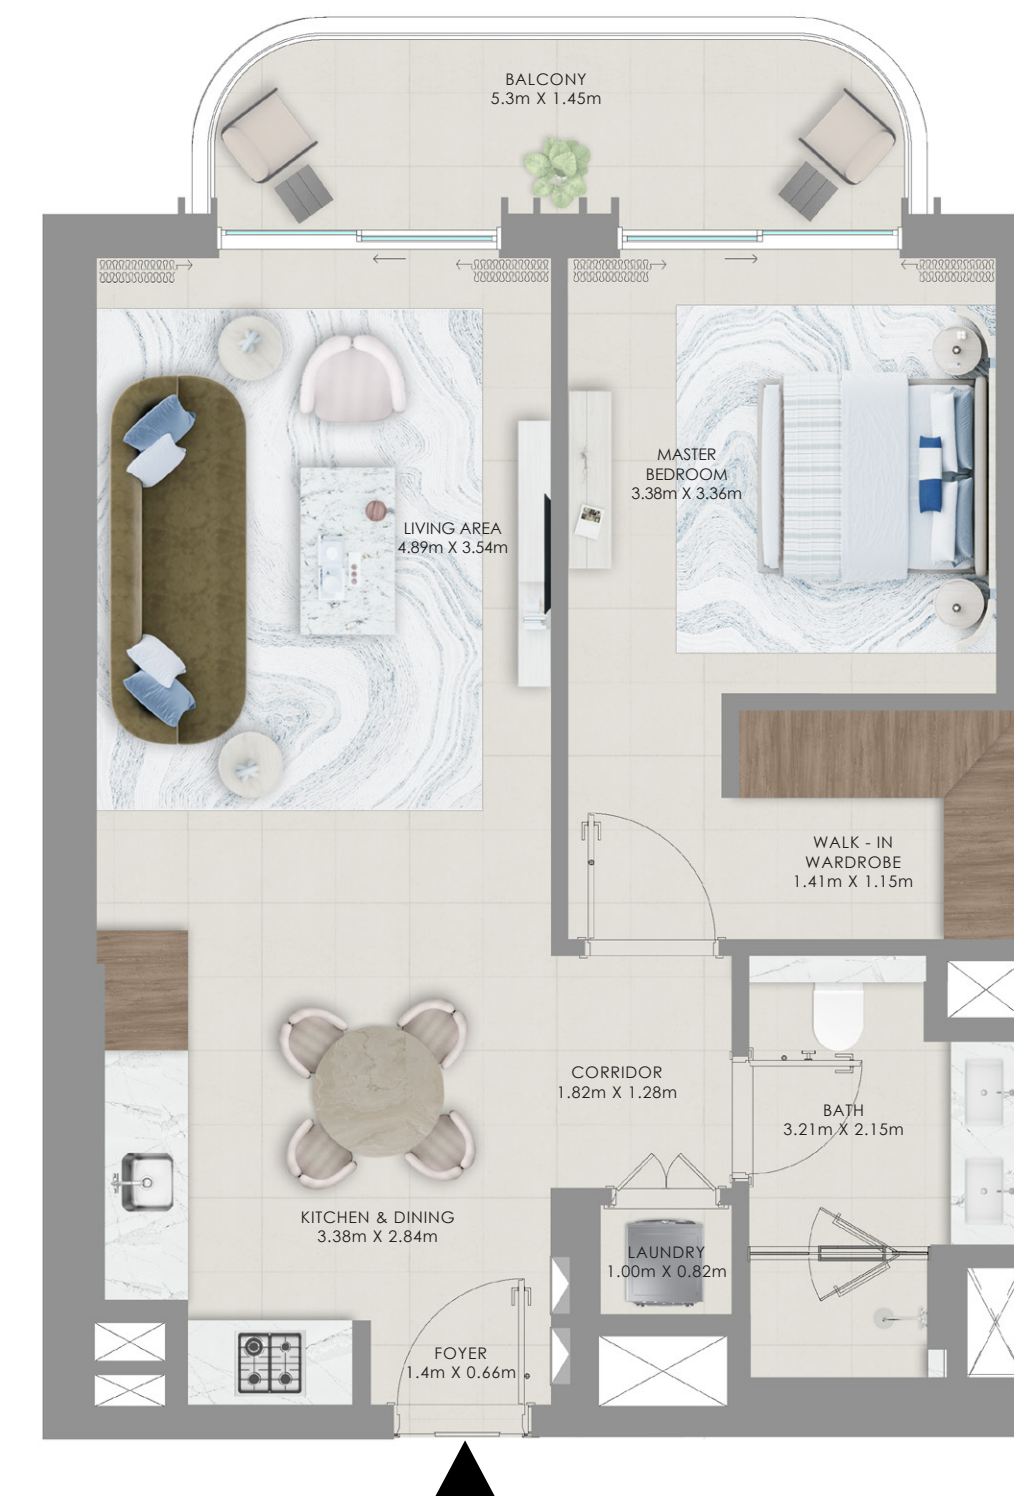 BALCONY
5.3m X 1.45m
MASTER
BEDROOM
3.38m X 3.36m
LIVING AREA
4.89m X 3.54m
WALK - IN
WARDROBE
1.41m X 1.15m
CORRIDOR
1.82m X 1.28m
BATH
3.21m X 2.15m
KITCHEN & DINING
3.38m X 2.84m
LAUNDRY
1.00m X 0.82m
FOYER
1.4m X 0.66m